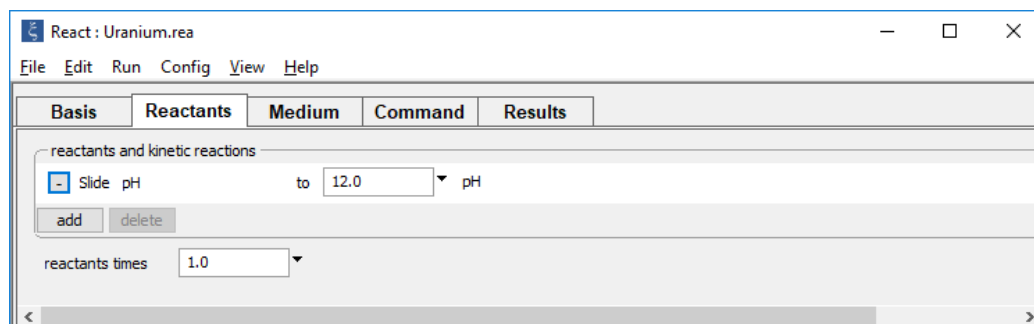 React : Uranium.rea
File Edit Run Config View Help
Basis Reactants Medium Command Results
reactants and kinetic reactions
- Slide pH to 12.0 pH
add delete
reactants times 1.0